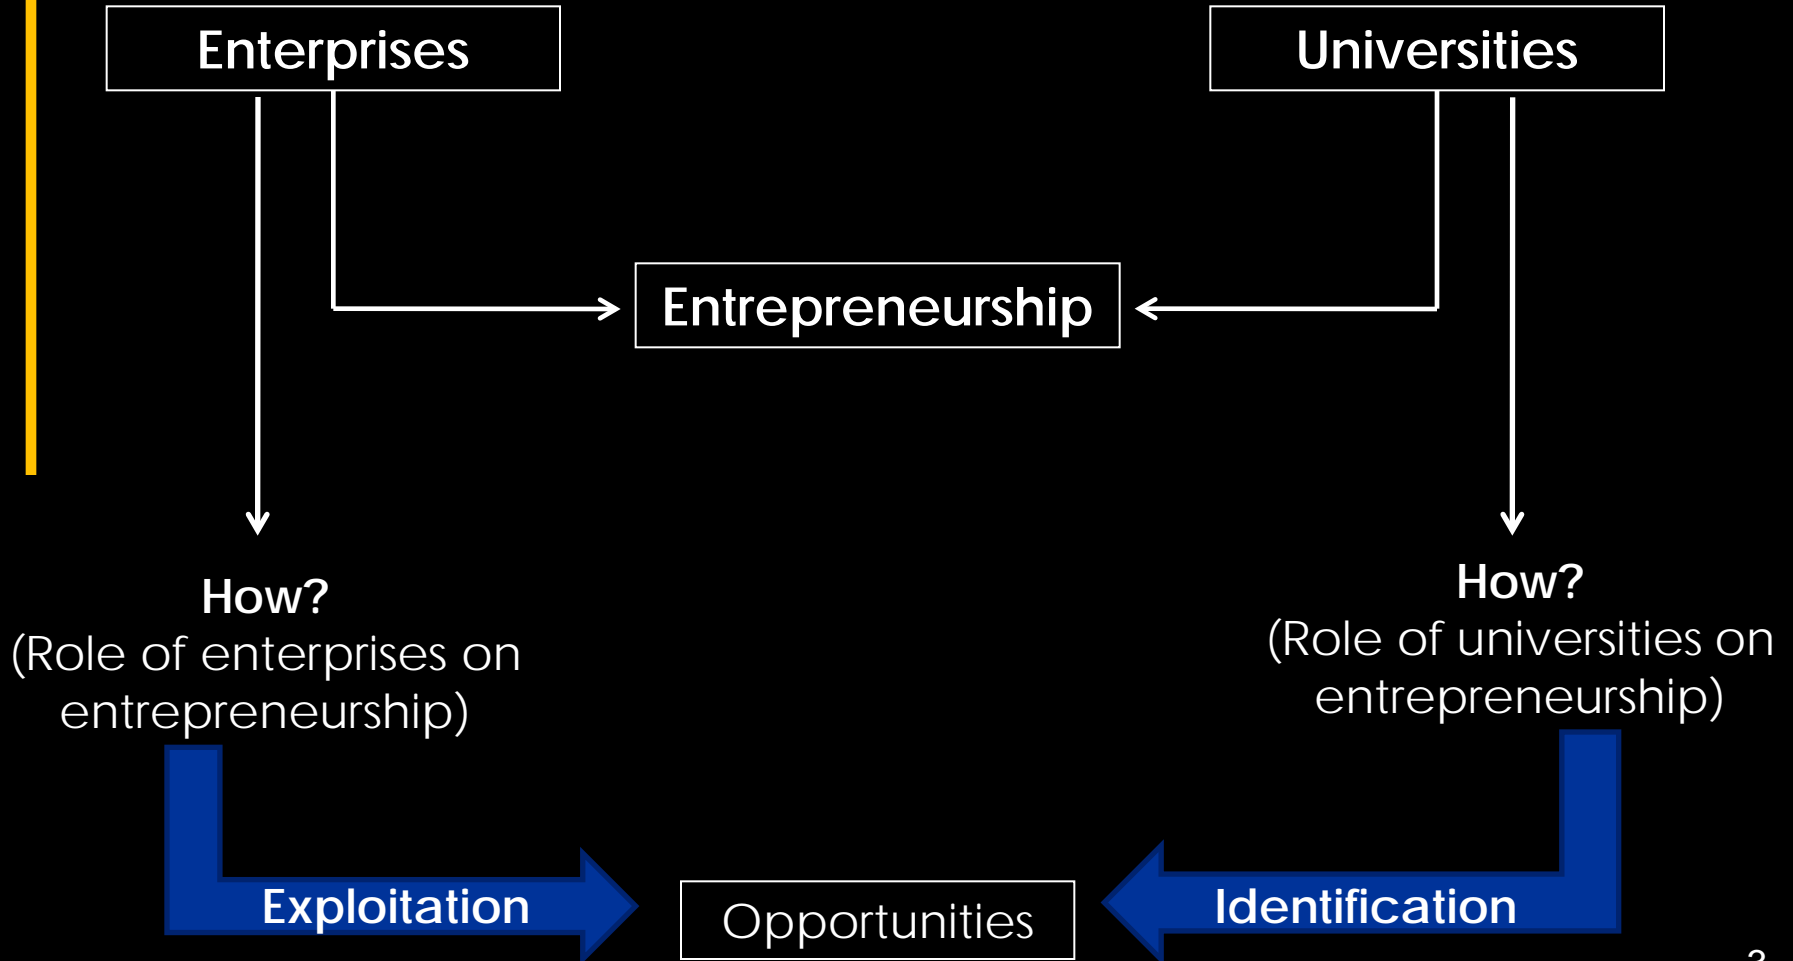 Enterprises
Universities
Entrepreneurship
How?
(Role of enterprises on
entrepreneurship)
How?
(Role of universities on
entrepreneurship)
Exploitation
Opportunities
Identification